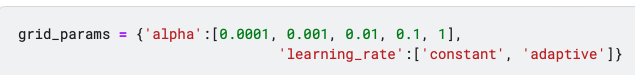 grid_params = {'alpha':[0.0001, 0.001, 0.01, 0.1, 1],
'learning_rate':['constant', 'adaptive']}